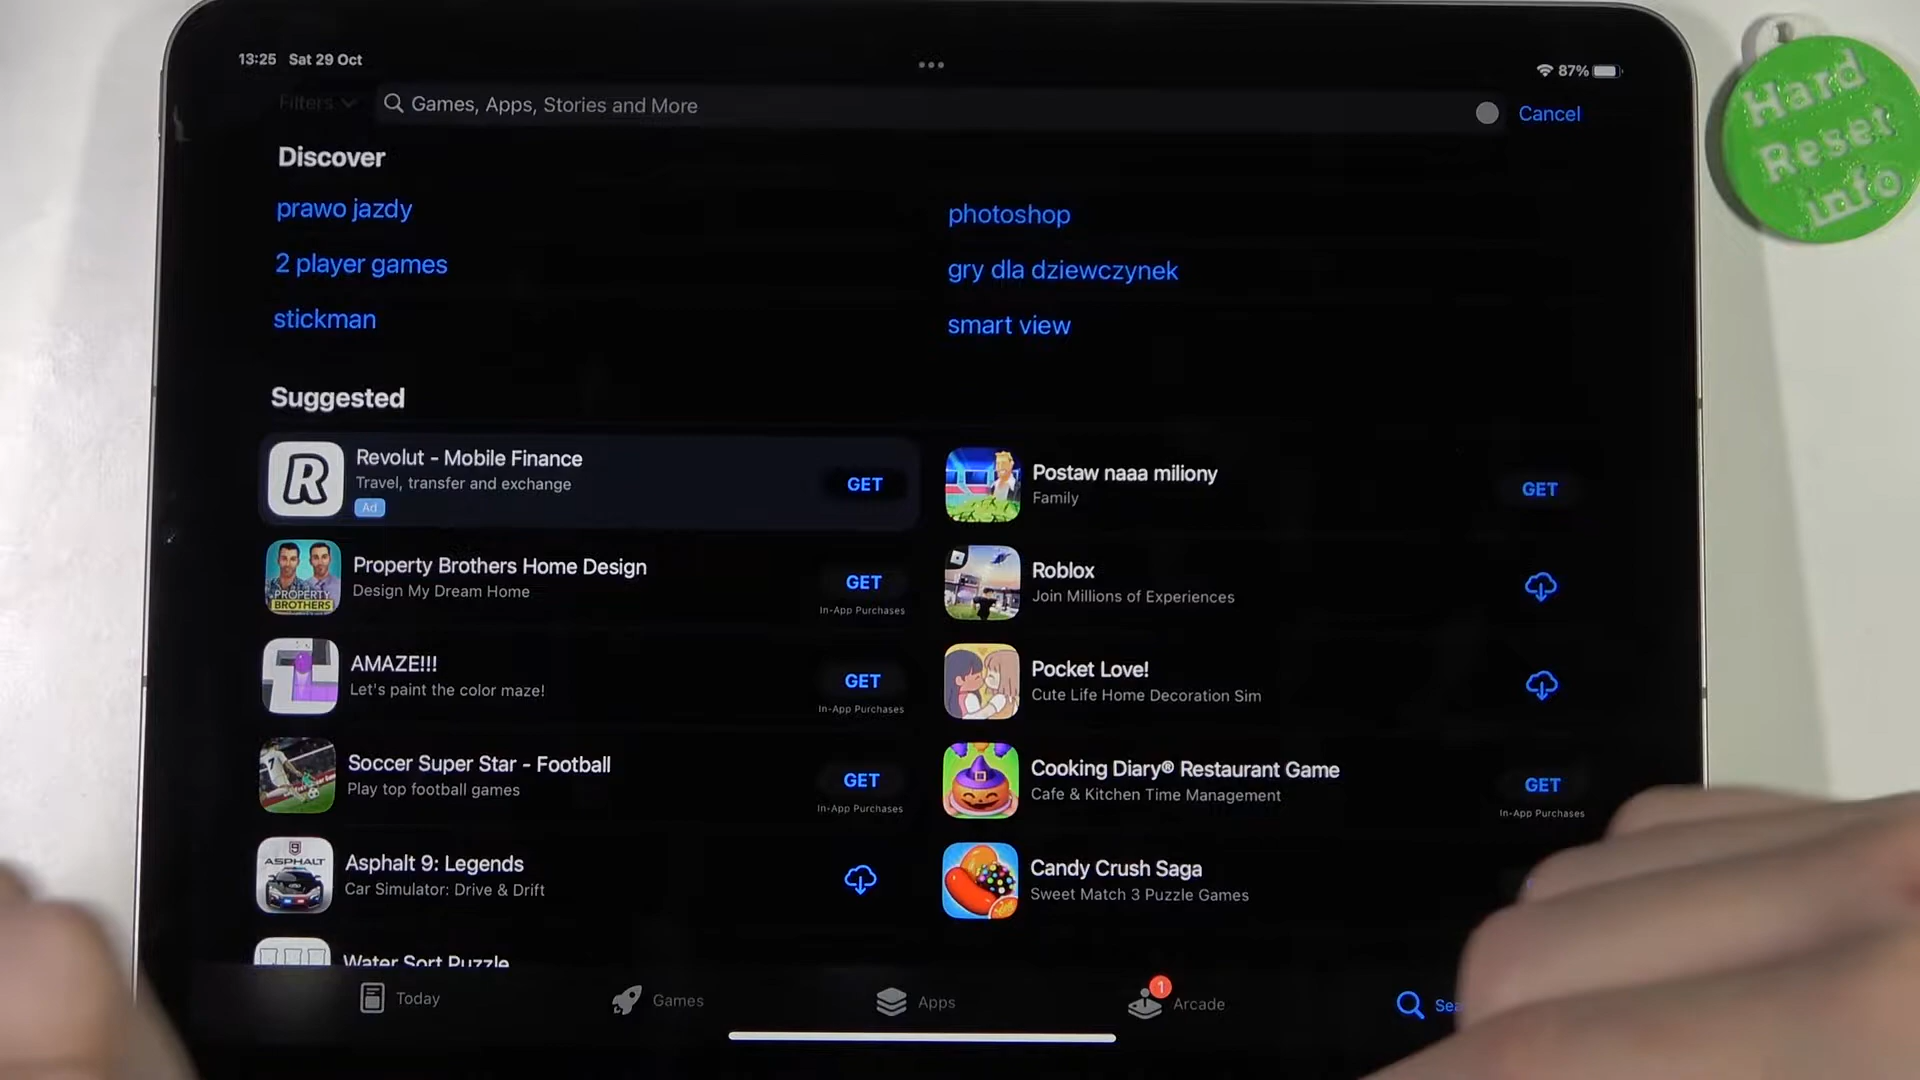 13:25 Sat 29 Oct
87%
Filters
Games, Apps, Stories and More
Cancel
Hard
Reset
info
Discover
prawo jazdy
photoshop
2 player games
gry dla dziewczynek
stickman
smart view
Suggested
Revolut - Mobile Finance
Travel, transfer and exchange
Ad
GET
Postaw naaa miliony
Family
GET
PROPERTY
BROTHERS
Property Brothers Home Design
Design My Dream Home
GET
In-App Purchases
Roblox
Join Millions of Experiences
AMAZE!!!
Let's paint the color maze!
GET
In-App Purchases
Pocket Love!
Cute Life Home Decoration Sim
7
Soccer Super Star - Football
Play top football games
GET
In-App Purchases
Cooking Diary® Restaurant Game
Cafe & Kitchen Time Management
GET
In-App Purchases
9
ASPHALT
Asphalt 9: Legends
Car Simulator: Drive & Drift
Candy Crush Saga
Sweet Match 3 Puzzle Games
Water Sort Puzzle
Today
Games
Apps
1
Arcade